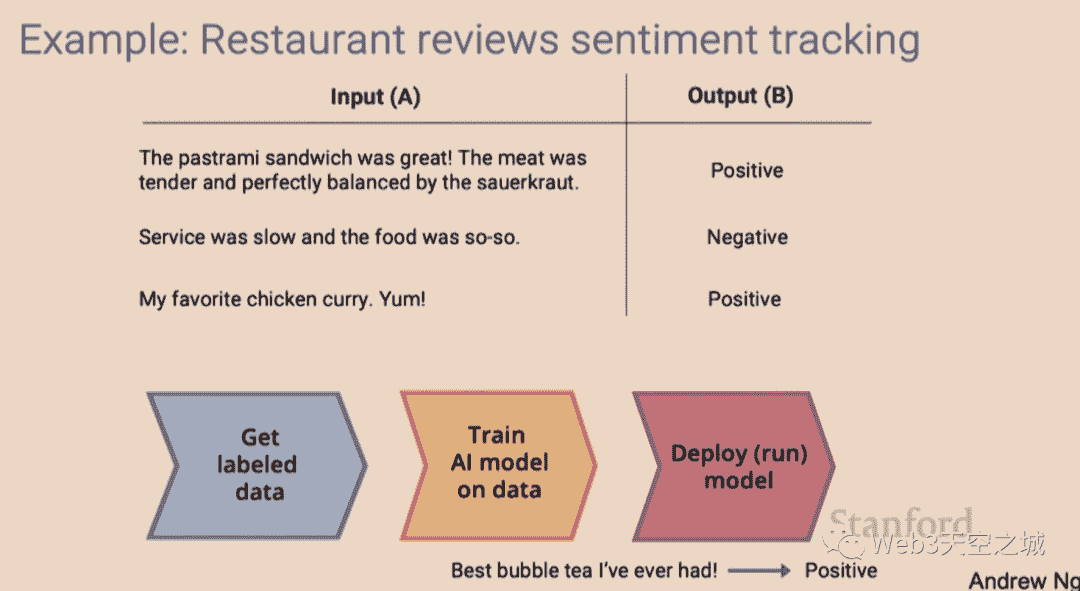 Example: Restaurant reviews sentiment tracking
Input (A)
Output (B)
The pastrami sandwich was great! The meat was
tender and perfectly balanced by the sauerkraut.
Positive
Service was slow and the food was so-so.
Negative
My favorite chicken curry. Yum!
Positive
Get
labeled
data
Train
AI model
on data
Deploy (run)
model
Stanford
Web3天空之城
Best bubble tea I've ever had!
Positive
Andrew Ng